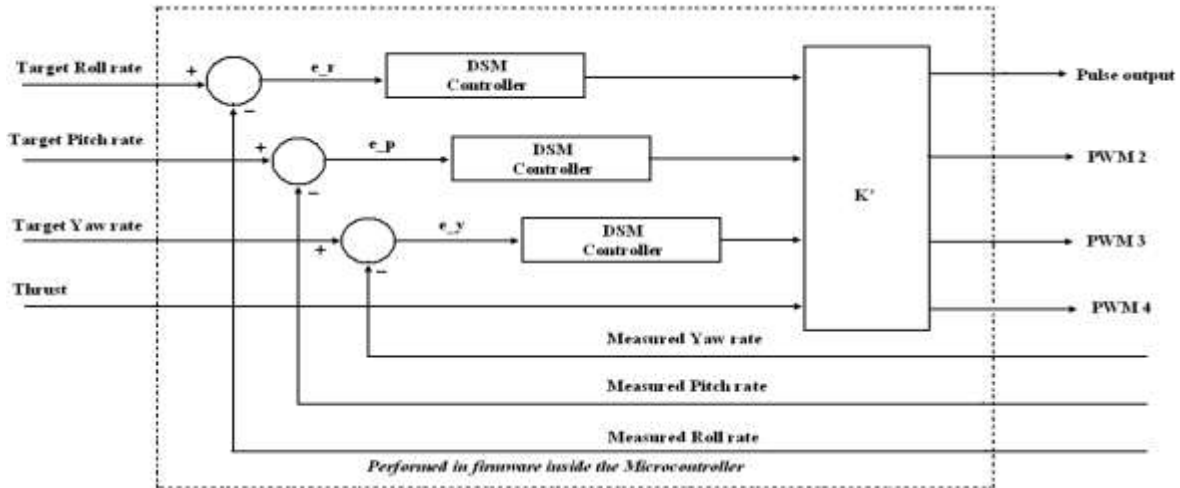 Target Roll rate
+
e_r
DSM
Controller
Pulse output
−
Target Pitch rate
+
e_p
DSM
Controller
PWM 2
−
K'
Target Yaw rate
+
e_y
DSM
Controller
PWM 3
−
Thrust
PWM 4
Measured Yaw rate
Measured Pitch rate
Measured Roll rate
Performed in firmware inside the Microcontroller